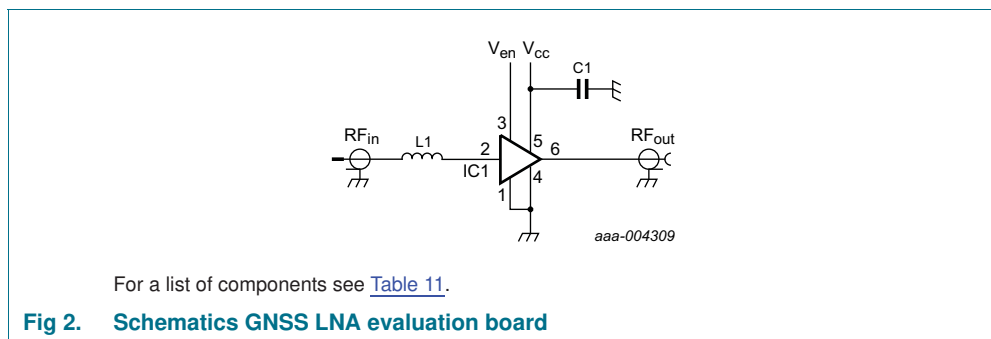 Ven Vcc
C1
3
5
RFin
L1
2
6
RFout
IC1
4
1
aaa-004309
For a list of components see Table 11.
Fig 2. Schematics GNSS LNA evaluation board